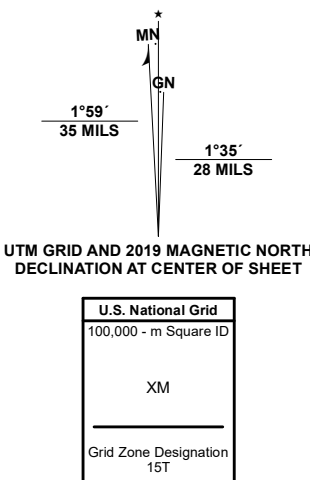 MN
GN
1°59´
35 MILS
1°35´
28 MILS
UTM GRID AND 2019 MAGNETIC NORTH
DECLINATION AT CENTER OF SHEET
U.S. National Grid
100,000 - m Square ID
XM
Grid Zone Designation
15T